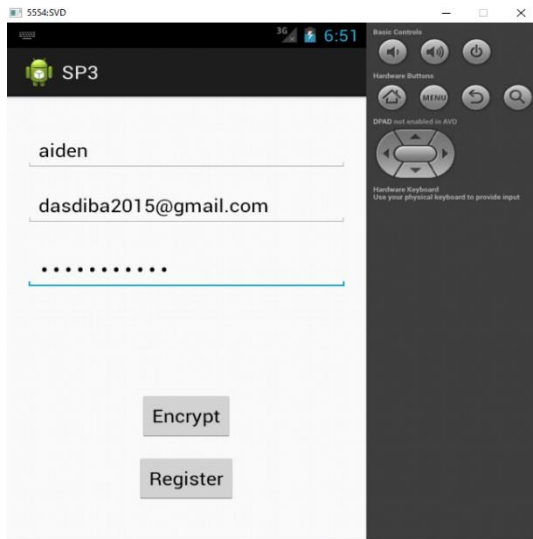 5554:SVD
3G 6:51
SP3
aiden
dasdiba2015@gmail.com
•••••••••••
Encrypt
Register
Basic Controls
Hardware Buttons
MENU
DPAD not enabled in AVD
Hardware Keyboard
Use your physical keyboard to provide input